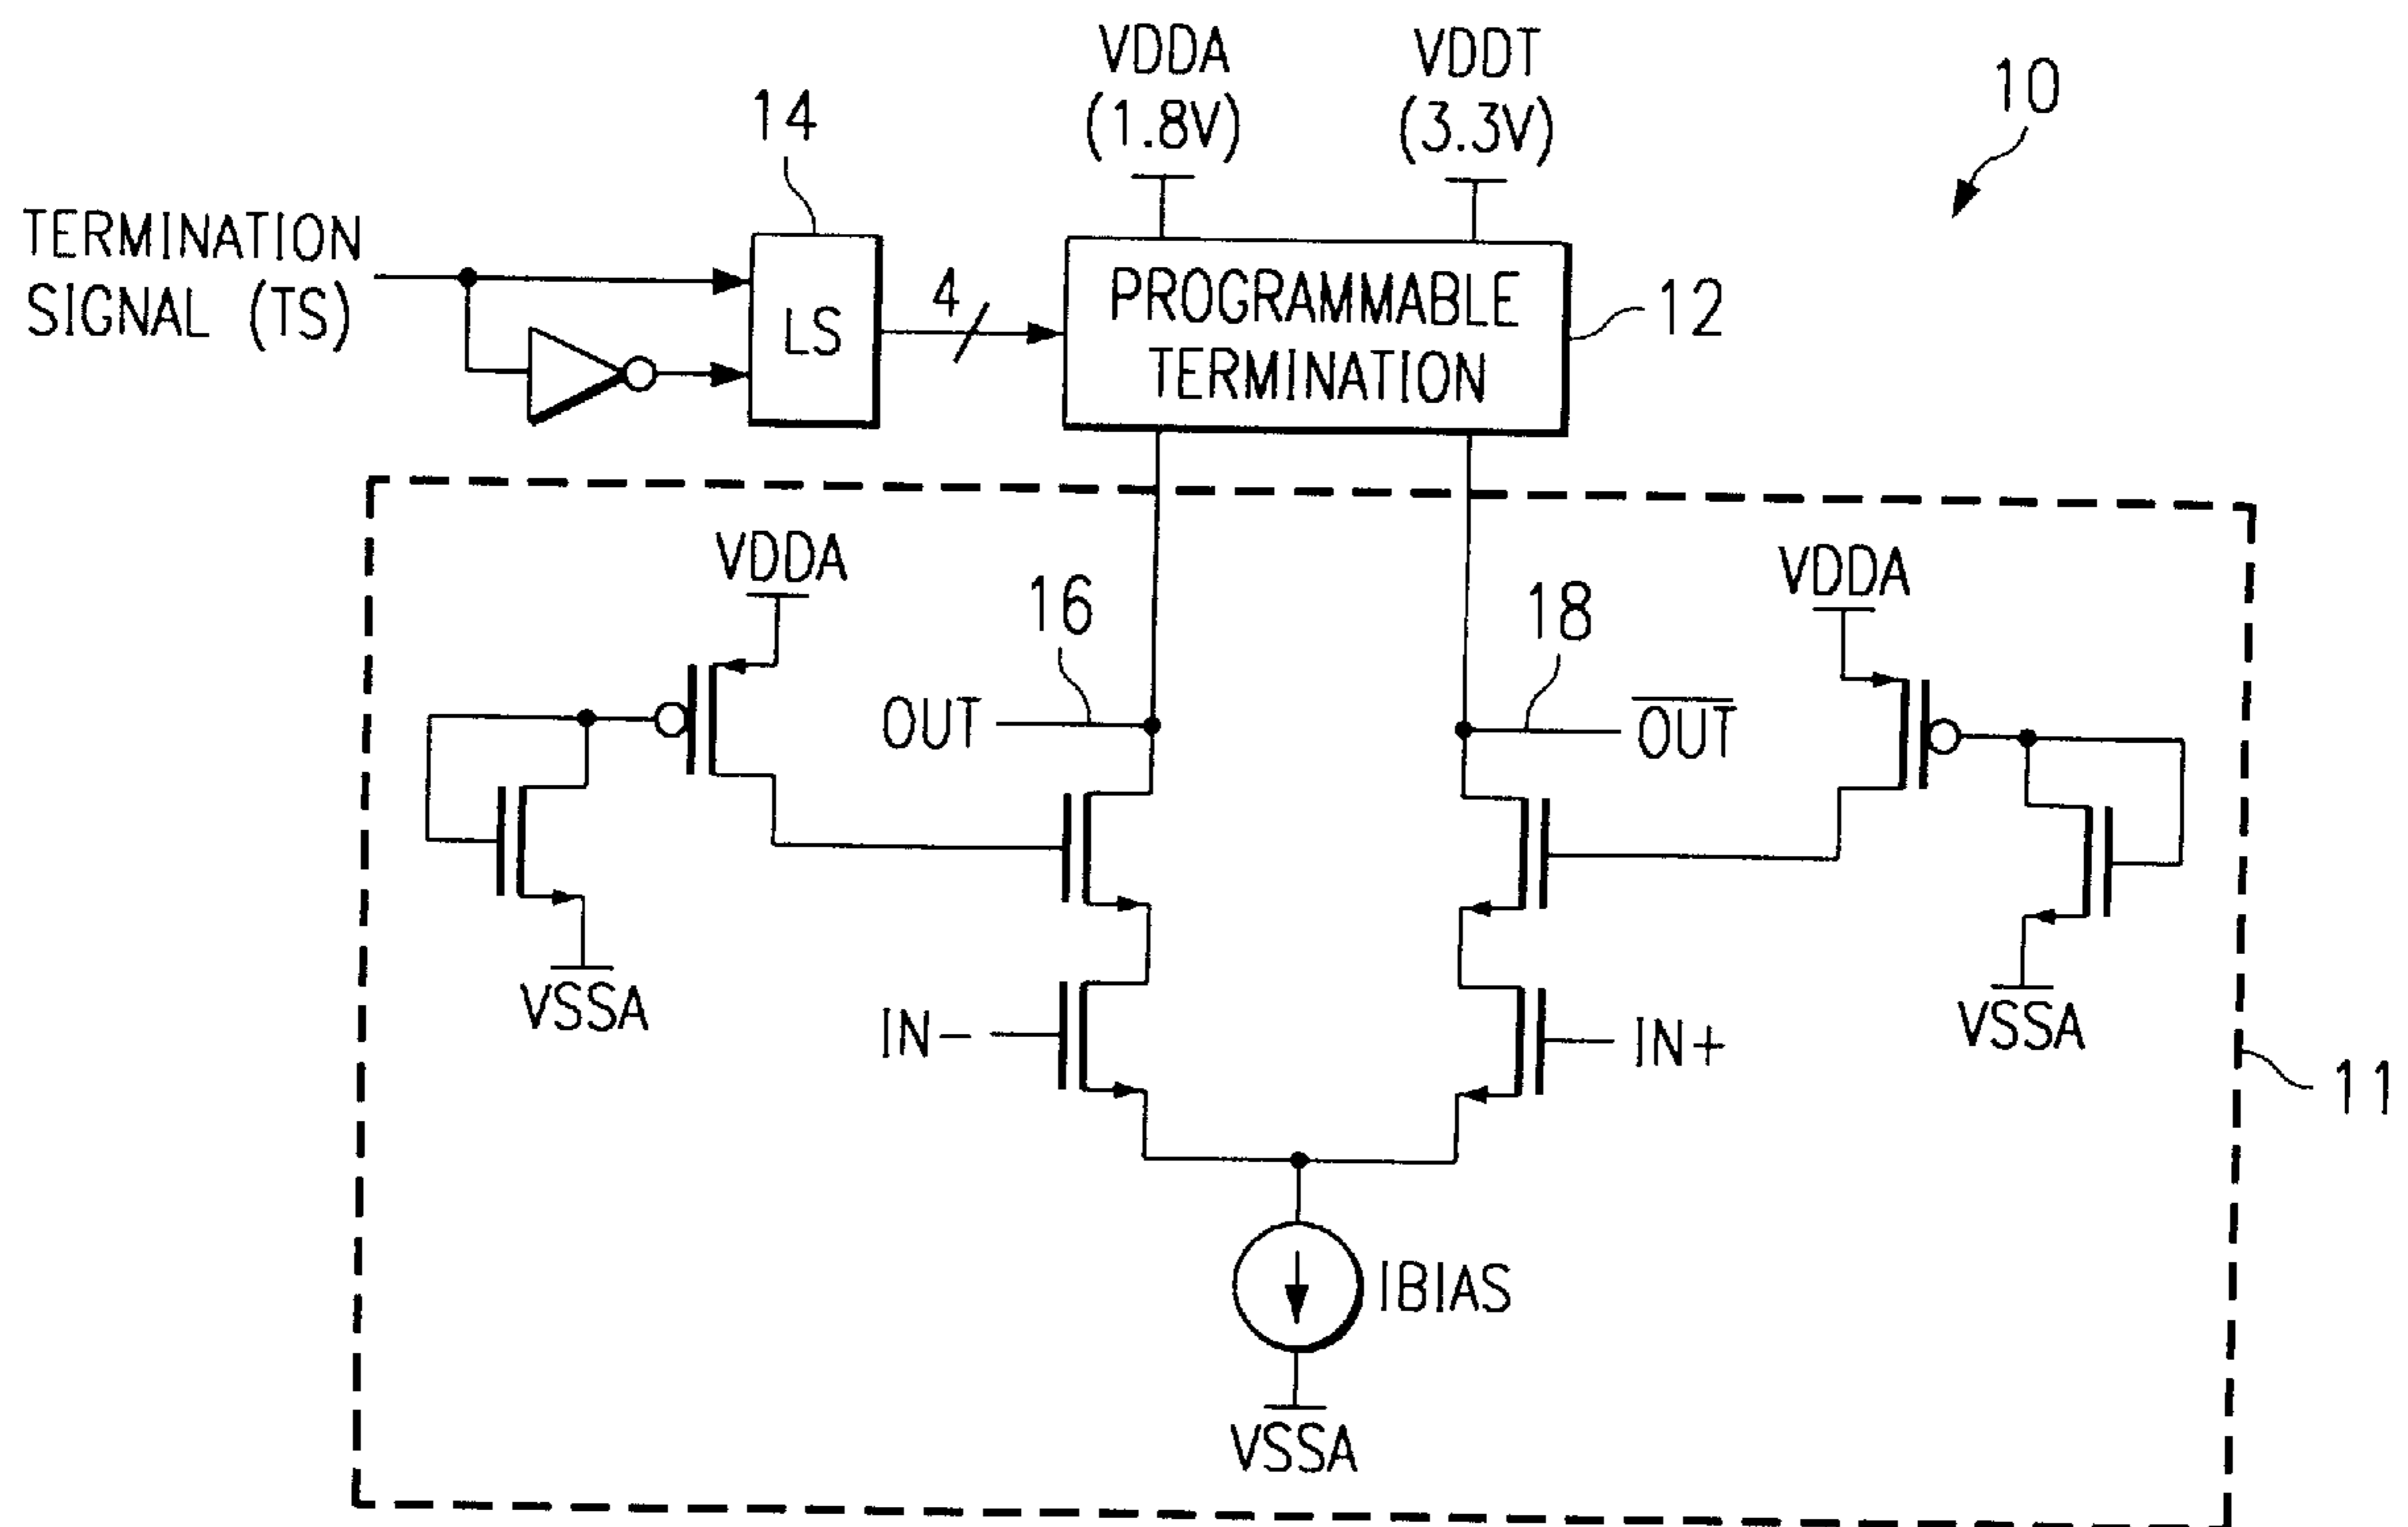 VDDA
(1.8V)
VDDT
(3.3V)
10
14
TERMINATION
SIGNAL (TS)
LS
4
PROGRAMMABLE
TERMINATION
12
VDDA
16
18
VDDA
OUT
OUT
VSSA
IN-
IN+
VSSA
11
IBIAS
VSSA